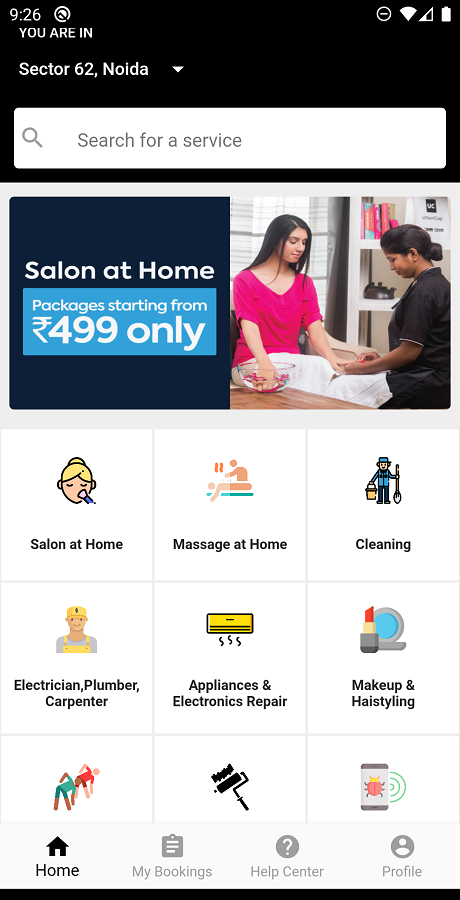 9:26
YOU ARE IN
Sector 62, Noida
Search for a service
Salon at Home
Packages starting from
₹499 only
UC
UrbanClap
Salon at Home
Massage at Home
Cleaning
Electrician,Plumber,
Carpenter
Appliances &
Electronics Repair
Makeup &
Haistyling
Home
My Bookings
Help Center
Profile